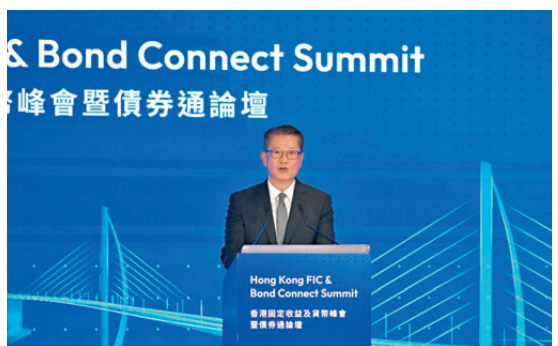 & Bond Connect Summit
幣峰會暨債券通論壇
Hong Kong FIC &
Bond Connect Summit
香港固定收益及貨幣峰會
暨債券通論壇